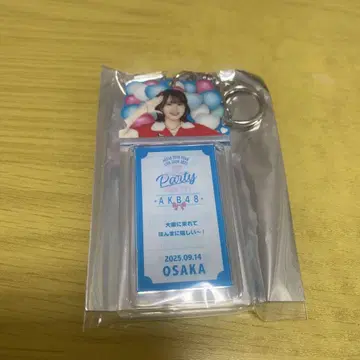 Party
・AKB48・
大阪に来れて
ほんまに嬉しい〜!
2025.09.14
OSAKA